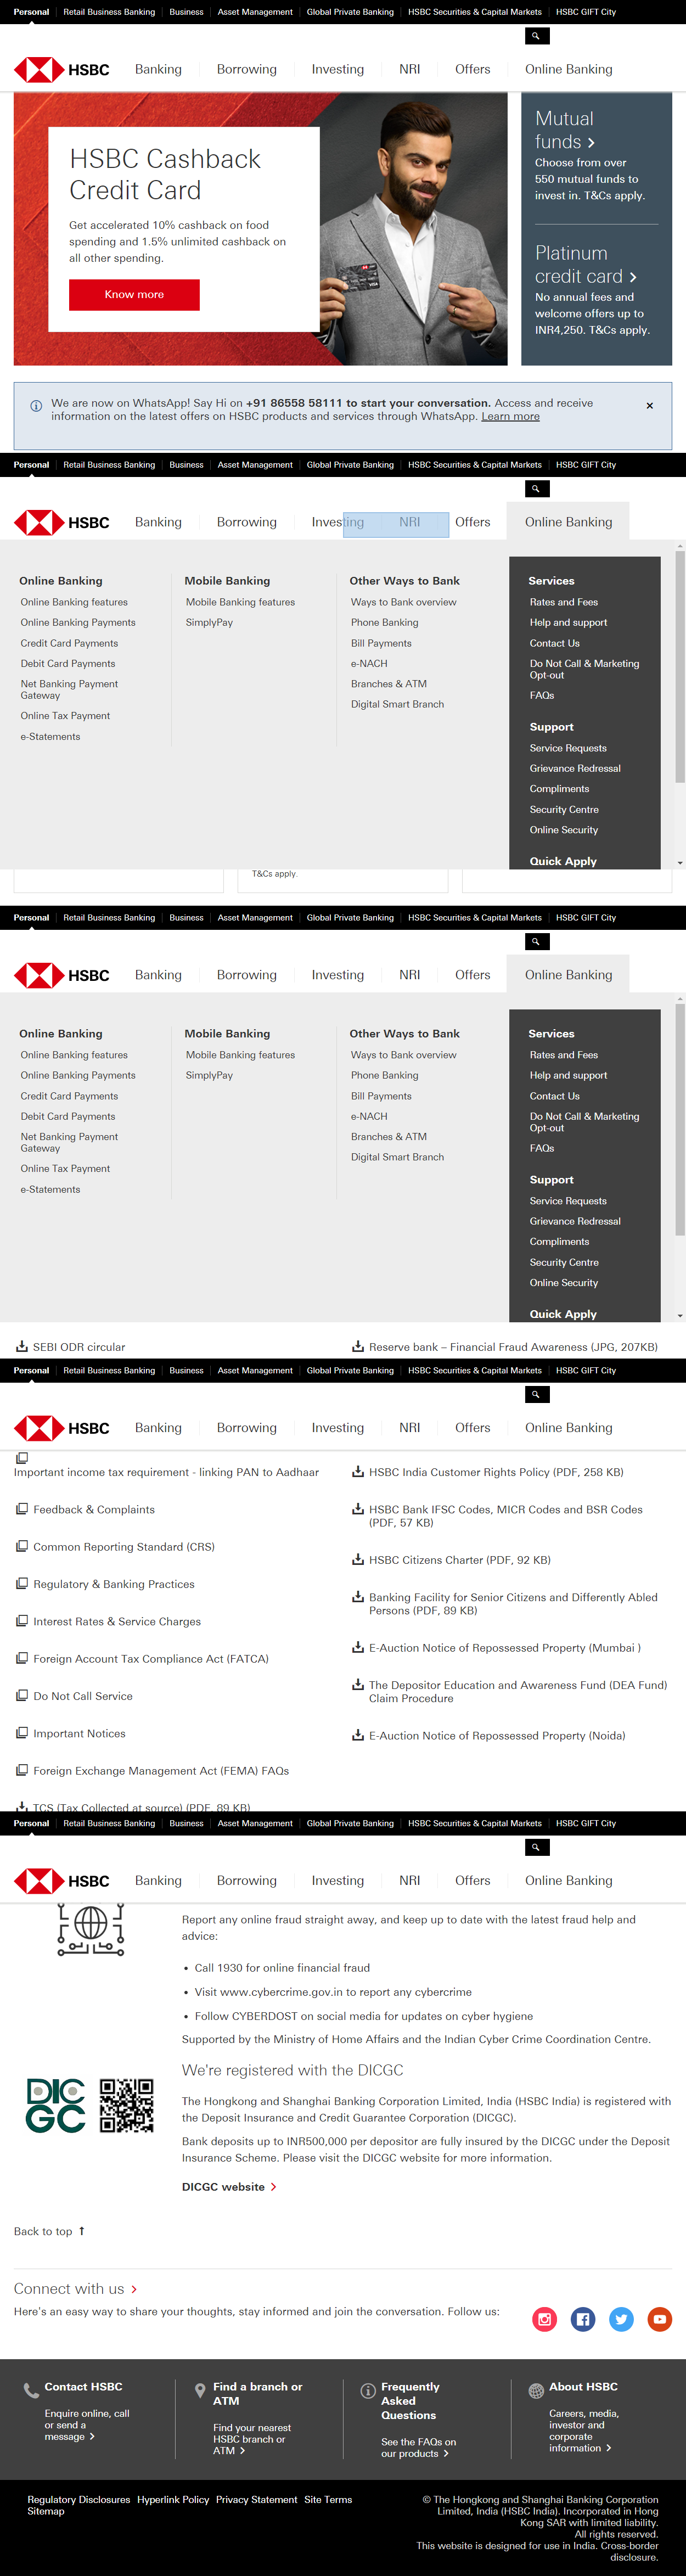 Personal Retail Business Banking Business Asset Management Global Private Banking HSBC Securities & Capital Markets HSBC GIFT City
HSBC Banking Borrowing Investing NRI Offers Online Banking
HSBC Cashback
Credit Card
Get accelerated 10% cashback on food
spending and 1.5% unlimited cashback on
all other spending.
Know more
VISA
Mutual
funds
Choose from over
550 mutual funds to
invest in. T&Cs apply.
Platinum
credit card
No annual fees and
welcome offers up to
INR4,250. T&Cs apply.
We are now on WhatsApp! Say Hi on +91 86558 58111 to start your conversation. Access and receive
information on the latest offers on HSBC products and services through WhatsApp. Learn more
Personal Retail Business Banking Business Asset Management Global Private Banking HSBC Securities & Capital Markets HSBC GIFT City
HSBC Banking Borrowing Investing NRI Offers Online Banking
Online Banking
Online Banking features
Online Banking Payments
Credit Card Payments
Debit Card Payments
Net Banking Payment
Gateway
Online Tax Payment
e-Statements
Mobile Banking
Mobile Banking features
SimplyPay
Other Ways to Bank
Ways to Bank overview
Phone Banking
Bill Payments
e-NACH
Branches & ATM
Digital Smart Branch
Services
Rates and Fees
Help and support
Contact Us
Do Not Call & Marketing
Opt-out
FAQs
Support
Service Requests
Grievance Redressal
Compliments
Security Centre
Online Security
Quick Apply
T&Cs apply.
Personal Retail Business Banking Business Asset Management Global Private Banking HSBC Securities & Capital Markets HSBC GIFT City
HSBC Banking Borrowing Investing NRI Offers Online Banking
Online Banking
Online Banking features
Online Banking Payments
Credit Card Payments
Debit Card Payments
Net Banking Payment
Gateway
Online Tax Payment
e-Statements
Mobile Banking
Mobile Banking features
SimplyPay
Other Ways to Bank
Ways to Bank overview
Phone Banking
Bill Payments
e-NACH
Branches & ATM
Digital Smart Branch
Services
Rates and Fees
Help and support
Contact Us
Do Not Call & Marketing
Opt-out
FAQs
Support
Service Requests
Grievance Redressal
Compliments
Security Centre
Online Security
Quick Apply
SEBI ODR circular
Reserve bank – Financial Fraud Awareness (JPG, 207KB)
Personal Retail Business Banking Business Asset Management Global Private Banking HSBC Securities & Capital Markets HSBC GIFT City
HSBC Banking Borrowing Investing NRI Offers Online Banking
Important income tax requirement - linking PAN to Aadhaar
Feedback & Complaints
Common Reporting Standard (CRS)
Regulatory & Banking Practices
Interest Rates & Service Charges
Foreign Account Tax Compliance Act (FATCA)
Do Not Call Service
Important Notices
Foreign Exchange Management Act (FEMA) FAQs
TCS (Tax Collected at source) (PDF, 89 KB)
HSBC India Customer Rights Policy (PDF, 258 KB)
HSBC Bank IFSC Codes, MICR Codes and BSR Codes
(PDF, 57 KB)
HSBC Citizens Charter (PDF, 92 KB)
Banking Facility for Senior Citizens and Differently Abled
Persons (PDF, 89 KB)
E-Auction Notice of Repossessed Property (Mumbai )
The Depositor Education and Awareness Fund (DEA Fund)
Claim Procedure
E-Auction Notice of Repossessed Property (Noida)
Personal Retail Business Banking Business Asset Management Global Private Banking HSBC Securities & Capital Markets HSBC GIFT City
HSBC Banking Borrowing Investing NRI Offers Online Banking
Report any online fraud straight away, and keep up to date with the latest fraud help and
advice:
• Call 1930 for online financial fraud
• Visit www.cybercrime.gov.in to report any cybercrime
• Follow CYBERDOST on social media for updates on cyber hygiene
Supported by the Ministry of Home Affairs and the Indian Cyber Crime Coordination Centre.
DIC
GC
We're registered with the DICGC
The Hongkong and Shanghai Banking Corporation Limited, India (HSBC India) is registered with
the Deposit Insurance and Credit Guarantee Corporation (DICGC).
Bank deposits up to INR500,000 per depositor are fully insured by the DICGC under the Deposit
Insurance Scheme. Please visit the DICGC website for more information.
DICGC website
Back to top
Connect with us
Here's an easy way to share your thoughts, stay informed and join the conversation. Follow us:
Contact HSBC
Enquire online, call
or send a
message
Find a branch or
ATM
Find your nearest
HSBC branch or
ATM
Frequently
Asked
Questions
See the FAQs on
our products
About HSBC
Careers, media,
investor and
corporate
information
Regulatory Disclosures Hyperlink Policy Privacy Statement Site Terms
Sitemap
© The Hongkong and Shanghai Banking Corporation
Limited, India (HSBC India). Incorporated in Hong
Kong SAR with limited liability.
All rights reserved.
This website is designed for use in India. Cross-border
disclosure.